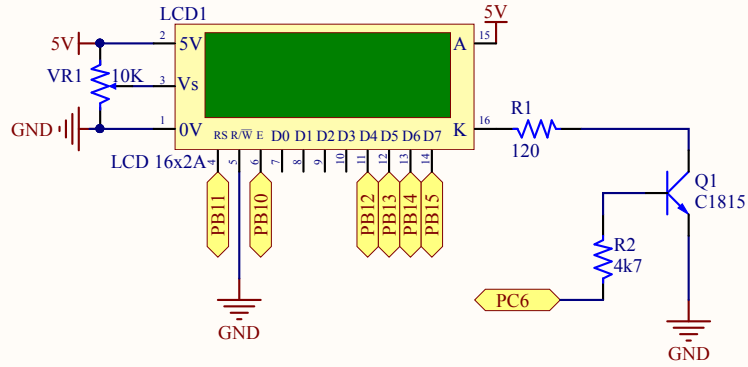 LCD1
5V
5V
2
5V
A
15
VR1
10K
3
Vs
GND
1
0V
K
16
R1
120
RS R/W E D0 D1 D2 D3 D4 D5 D6 D7
LCD 16x2A
4
5
6
7
8
9
10
11
12
13
14
PB11
PB10
PB12
PB13
PB14
PB15
Q1
C1815
R2
4k7
PC6
GND
GND